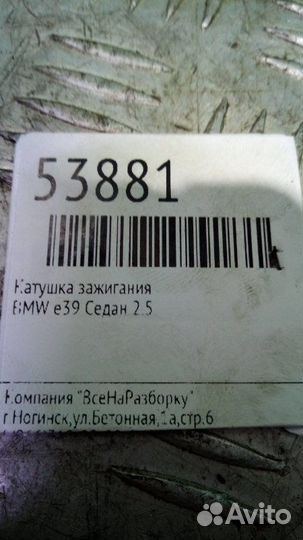 53881
Катушка зажигания
BMW e39 Седан 2.5
Компания "ВсеНаРазборку"
г Ногинск,ул.Бетонная,1а,стр.6
Avito